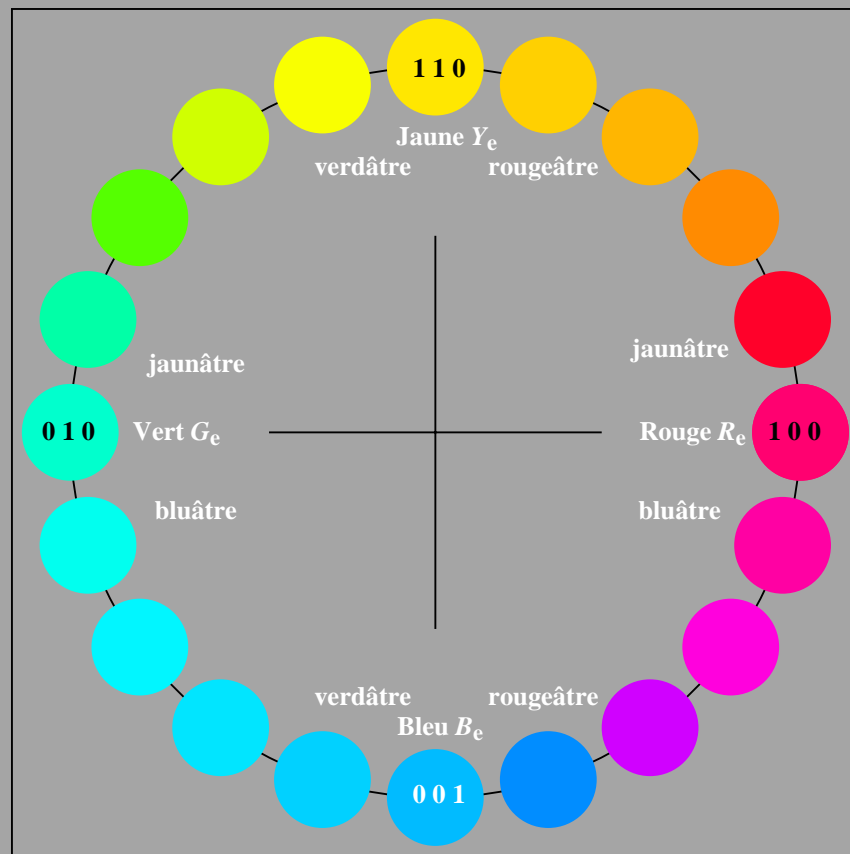 1 1 0
Jaune Ye
verdâtre rougeâtre
jaunâtre jaunâtre
0 1 0 Vert Ge Rouge Re 1 0 0
bluâtre bluâtre
verdâtre rougeâtre
Bleu Be
0 0 1